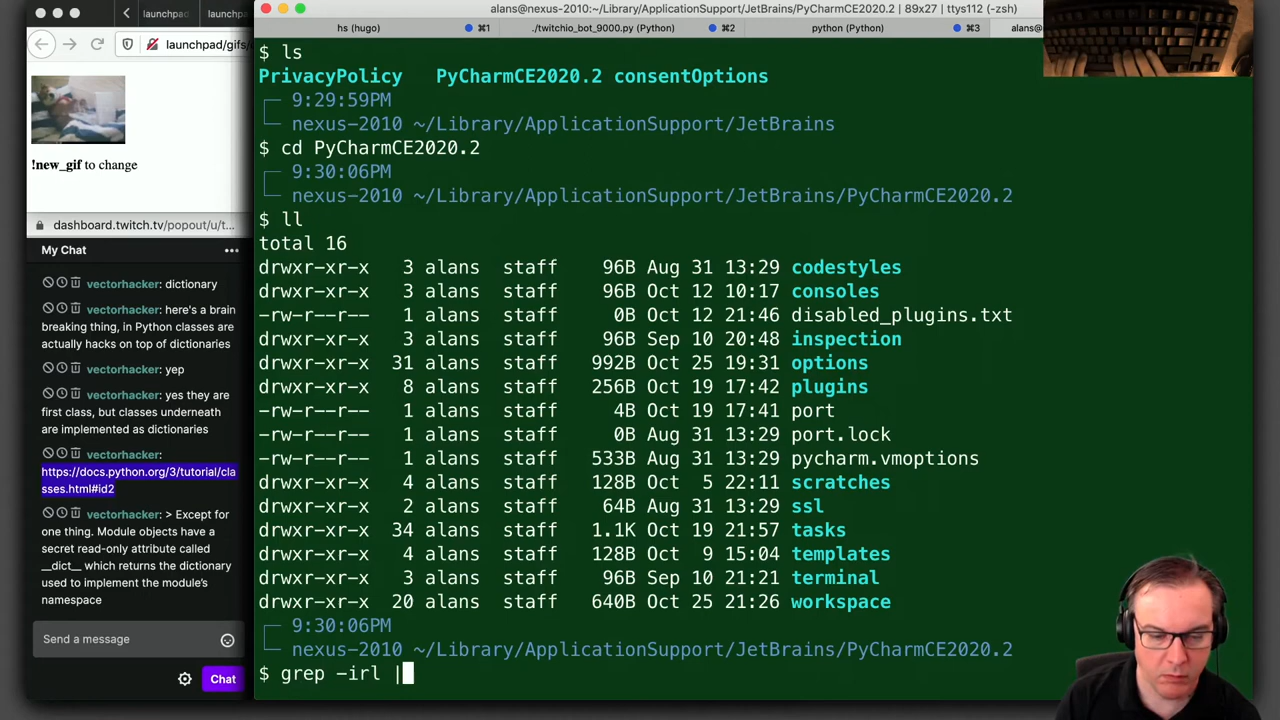 alans@nexus-2010:~/Library/ApplicationSupport/JetBrains/PyCharmCE2020.2 | 89x27 | ttys112 (-zsh)
launchpad
launchpad
hs (hugo)
⌘1
./twitchio_bot_9000.py (Python)
⌘2
python (Python)
⌘3
alans@
launchpad/gifs/
!new_gif to change
dashboard.twitch.tv/popout/u/t...
My Chat
vectorhacker: dictionary
vectorhacker: here's a brain
breaking thing, in Python classes are
actually hacks on top of dictionaries
vectorhacker: yep
vectorhacker: yes they are
first class, but classes underneath
are implemented as dictionaries
vectorhacker:
https://docs.python.org/3/tutorial/cla
sses.html#id2
vectorhacker: > Except for
one thing. Module objects have a
secret read-only attribute called
__dict__ which returns the dictionary
used to implement the module's
namespace
Send a message
Chat
$ ls
PrivacyPolicy PyCharmCE2020.2 consentOptions
9:29:59PM
nexus-2010 ~/Library/ApplicationSupport/JetBrains
$ cd PyCharmCE2020.2
9:30:06PM
nexus-2010 ~/Library/ApplicationSupport/JetBrains/PyCharmCE2020.2
$ ll
total 16
drwxr-xr-x 3 alans staff 96B Aug 31 13:29 codestyles
drwxr-xr-x 3 alans staff 96B Oct 12 10:17 consoles
-rw-r--r-- 1 alans staff 0B Oct 12 21:46 disabled_plugins.txt
drwxr-xr-x 3 alans staff 96B Sep 10 20:48 inspection
drwxr-xr-x 31 alans staff 992B Oct 25 19:31 options
drwxr-xr-x 8 alans staff 256B Oct 19 17:42 plugins
-rw-r--r-- 1 alans staff 4B Oct 19 17:41 port
-rw-r--r-- 1 alans staff 0B Aug 31 13:29 port.lock
-rw-r--r-- 1 alans staff 533B Aug 31 13:29 pycharm.vmoptions
drwxr-xr-x 4 alans staff 128B Oct 5 22:11 scratches
drwxr-xr-x 2 alans staff 64B Aug 31 13:29 ssl
drwxr-xr-x 34 alans staff 1.1K Oct 19 21:57 tasks
drwxr-xr-x 4 alans staff 128B Oct 9 15:04 templates
drwxr-xr-x 3 alans staff 96B Sep 10 21:21 terminal
drwxr-xr-x 20 alans staff 640B Oct 25 21:26 workspace
9:30:06PM
nexus-2010 ~/Library/ApplicationSupport/JetBrains/PyCharmCE2020.2
$ grep -irl |